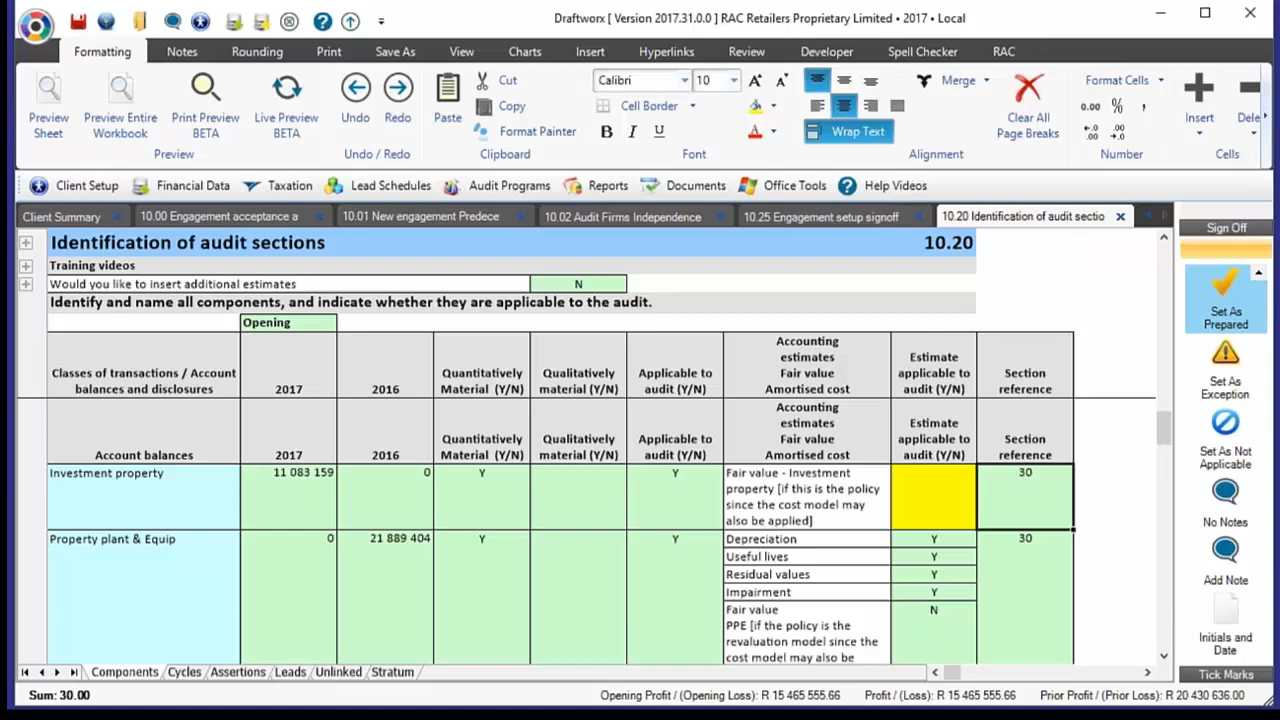 Draftworx [ Version 2017.31.0.0 ] RAC Retailers Proprietary Limited • 2017 • Local
Formatting Notes Rounding Print Save As View Charts Insert Hyperlinks Review Developer Spell Checker RAC
Preview Sheet
Preview Entire Workbook
Print Preview BETA
Live Preview BETA
Preview
Undo Redo
Undo / Redo
Paste
Cut
Copy
Format Painter
Clipboard
Calibri 10
Cell Border
B I U
Font
Wrap Text
Merge
Clear All Page Breaks
Alignment
Format Cells
0.00 % ,
Number
Insert
Dele
Cells
Client Setup Financial Data Taxation Lead Schedules Audit Programs Reports Documents Office Tools Help Videos
Client Summary 10.00 Engagement acceptance a 10.01 New engagement Predece 10.02 Audit Firms Independence 10.25 Engagement setup signoff 10.20 Identification of audit sectio
Identification of audit sections 10.20
Training videos
Would you like to insert additional estimates N
Identify and name all components, and indicate whether they are applicable to the audit.
Opening
Classes of transactions / Account balances and disclosures 2017 2016 Quantitatively Material (Y/N) Qualitatively material (Y/N) Applicable to audit (Y/N) Accounting estimates Fair value Amortised cost Estimate applicable to audit (Y/N) Section reference
Account balances 2017 2016 Quantitatively Material (Y/N) Qualitatively material (Y/N) Applicable to audit (Y/N) Accounting estimates Fair value Amortised cost Estimate applicable to audit (Y/N) Section reference
Investment property 11 083 159 0 Y Y Fair value - Investment 30
property [if this is the policy
since the cost model may
also be applied]
Property plant & Equip 0 21 889 404 Y Y Depreciation Y 30
Useful lives Y
Residual values Y
Impairment Y
Fair value N
PPE [if the policy is the
revaluation model since the
cost model may also be
Components Cycles Assertions Leads Unlinked Stratum
Sum: 30.00 Opening Profit / (Opening Loss): R 15 465 555.66 Profit / (Loss): R 15 465 555.66 Prior Profit / (Prior Loss): R 20 430 636.00
Sign Off
Set As Prepared
Set As Exception
Set As Not Applicable
No Notes
Add Note
Initials and Date
Tick Marks